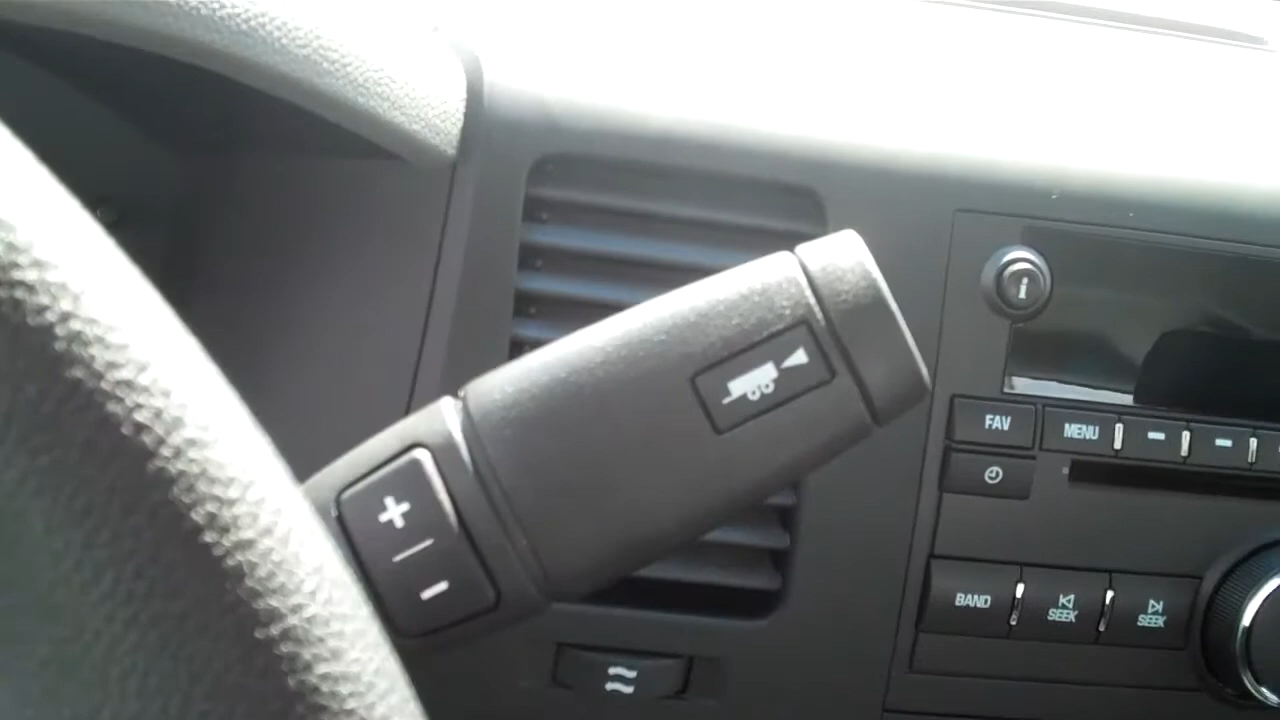 i
FAV
MENU
+
-
BAND
SEEK
SEEK